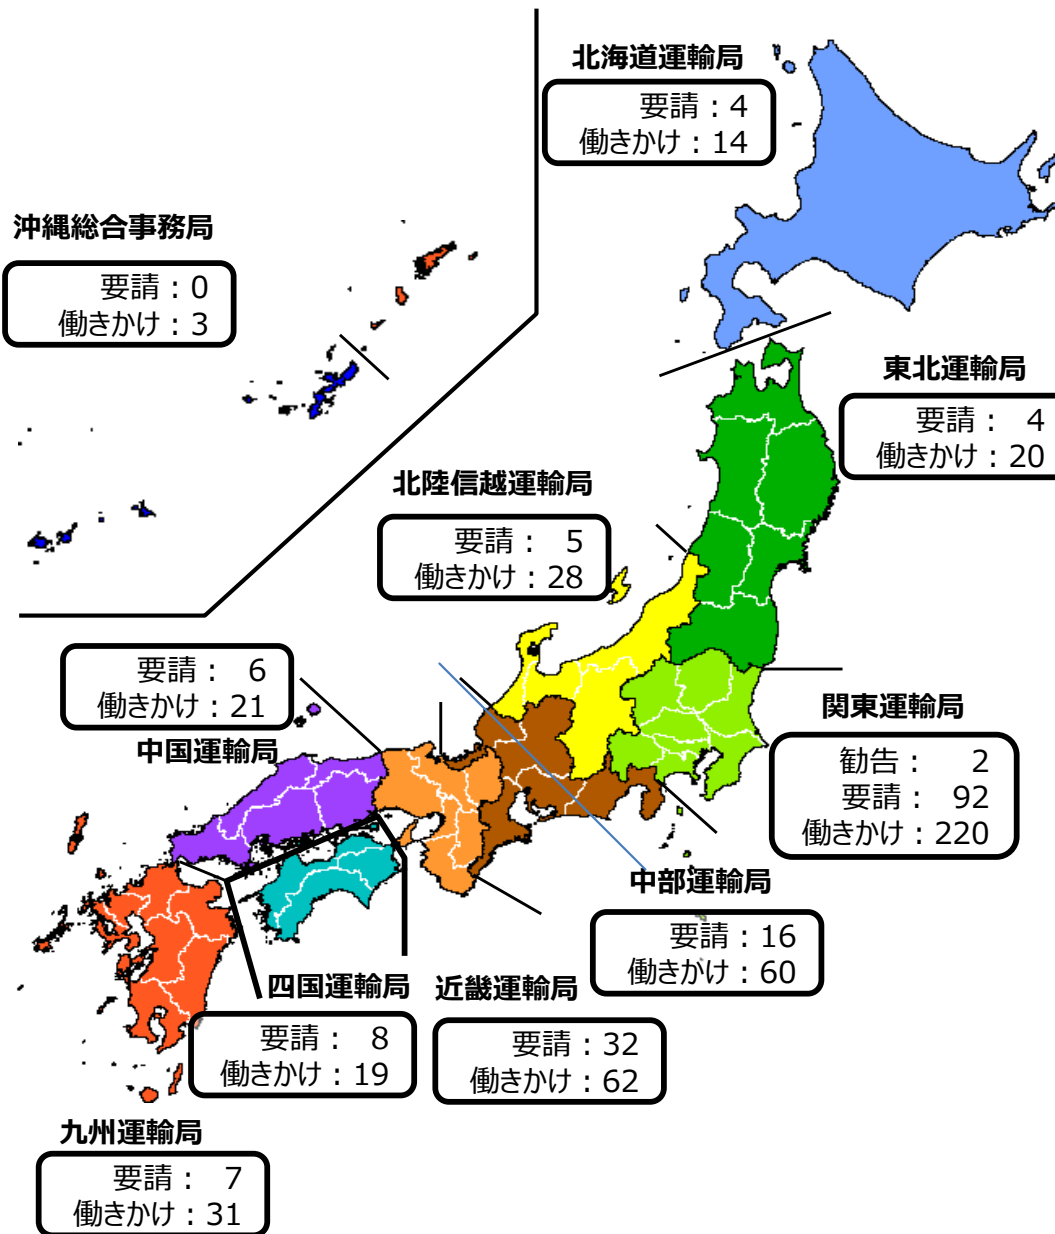 北海道運輸局
要請：4
働きかけ：14
沖縄総合事務局
要請：0
働きかけ：3
東北運輸局
要請： 4
働きかけ：20
北陸信越運輸局
要請： 5
働きかけ：28
要請： 6
働きかけ：21
中国運輸局
関東運輸局
勧告： 2
要請： 92
働きかけ：220
中部運輸局
要請：16
働きがけ：60
四国運輸局
要請： 8
働きかけ：19
近畿運輸局
要請：32
働きかけ：62
九州運輸局
要請： 7
働きかけ：31